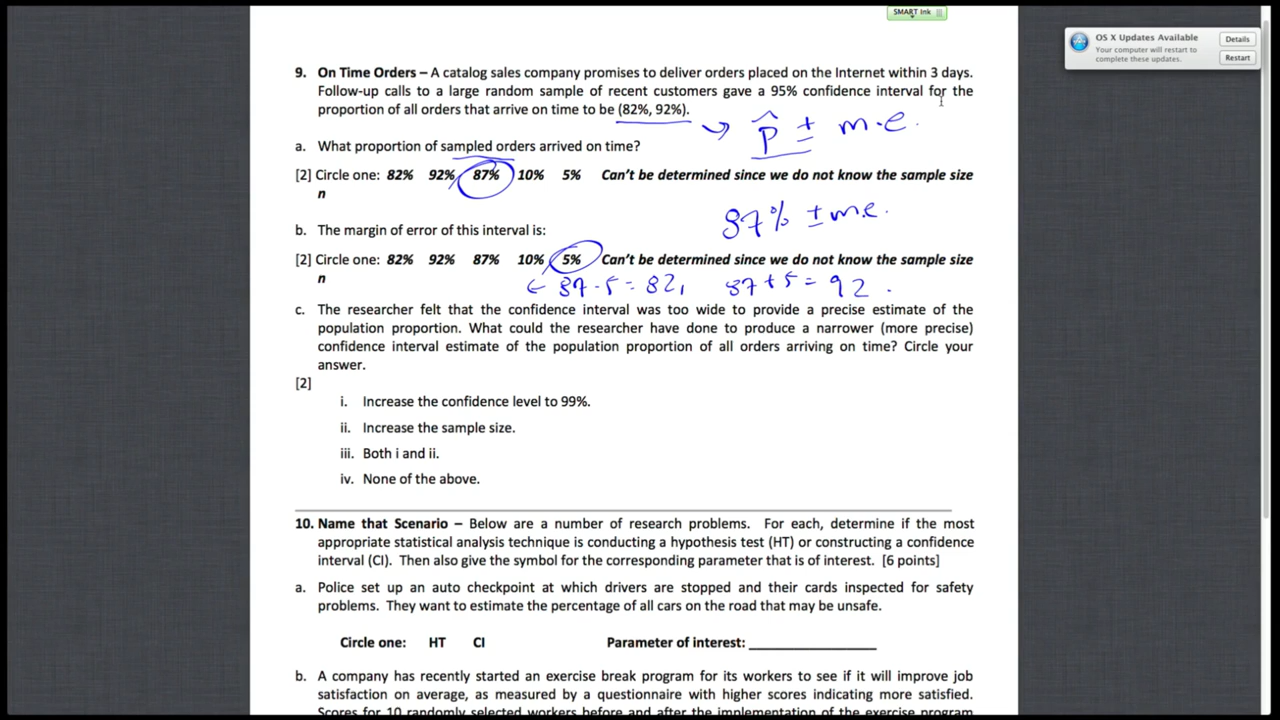 SMART Ink
OS X Updates Available
Your computer will restart to
complete these updates.
Details
Restart
9. On Time Orders – A catalog sales company promises to deliver orders placed on the Internet within 3 days.
Follow-up calls to a large random sample of recent customers gave a 95% confidence interval for the
proportion of all orders that arrive on time to be (82%, 92%).
p̂ ± m.e.
a. What proportion of sampled orders arrived on time?
[2] Circle one: 82% 92% 87% 10% 5% Can't be determined since we do not know the sample size
n
87% ± m.e.
b. The margin of error of this interval is:
[2] Circle one: 82% 92% 87% 10% 5% Can't be determined since we do not know the sample size
n
← 87 - 5 = 82, 87 + 5 = 92.
c. The researcher felt that the confidence interval was too wide to provide a precise estimate of the
population proportion. What could the researcher have done to produce a narrower (more precise)
confidence interval estimate of the population proportion of all orders arriving on time? Circle your
answer.
[2]
i. Increase the confidence level to 99%.
ii. Increase the sample size.
iii. Both i and ii.
iv. None of the above.
10. Name that Scenario – Below are a number of research problems. For each, determine if the most
appropriate statistical analysis technique is conducting a hypothesis test (HT) or constructing a confidence
interval (CI). Then also give the symbol for the corresponding parameter that is of interest. [6 points]
a. Police set up an auto checkpoint at which drivers are stopped and their cards inspected for safety
problems. They want to estimate the percentage of all cars on the road that may be unsafe.
Circle one: HT CI Parameter of interest: ________________
b. A company has recently started an exercise break program for its workers to see if it will improve job
satisfaction on average, as measured by a questionnaire with higher scores indicating more satisfied.
Scores for 10 randomly selected workers before and after the implementation of the exercise program